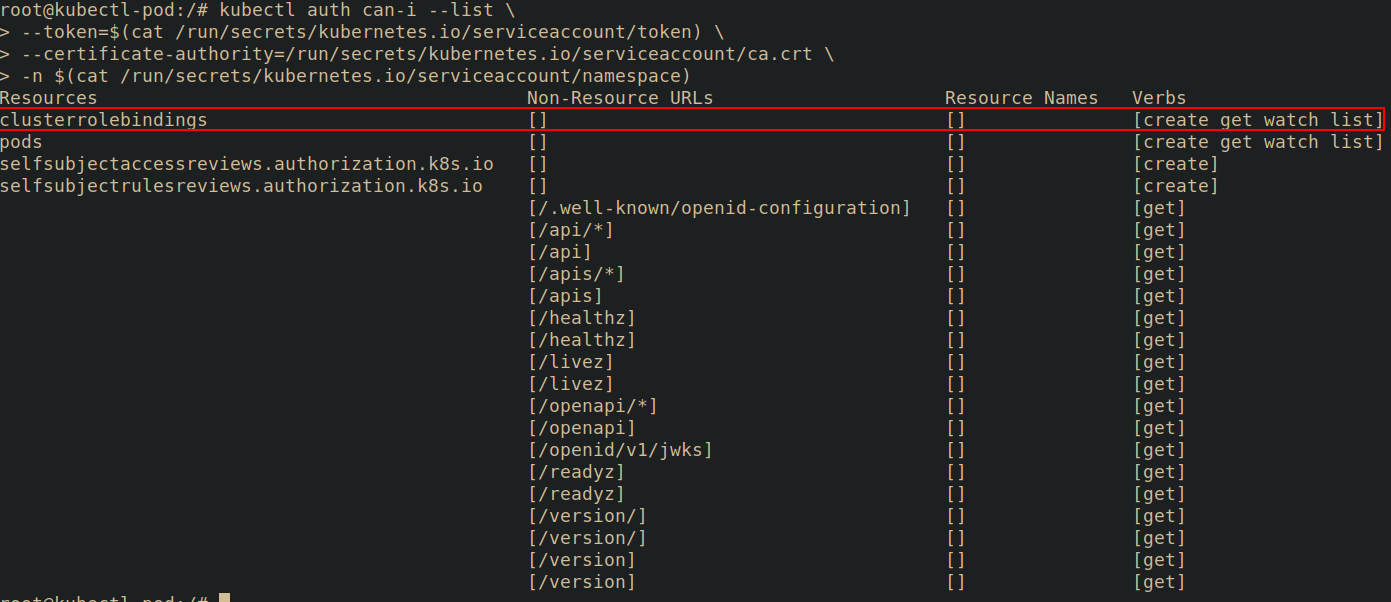 root@kubectl-pod:/# kubectl auth can-i --list \
> --token=$(cat /run/secrets/kubernetes.io/serviceaccount/token) \
> --certificate-authority=/run/secrets/kubernetes.io/serviceaccount/ca.crt \
> -n $(cat /run/secrets/kubernetes.io/serviceaccount/namespace)
Resources Non-Resource URLs Resource Names Verbs
clusterrolebindings [] [] [create get watch list]
pods [] [] [create get watch list]
selfsubjectaccessreviews.authorization.k8s.io [] [] [create]
selfsubjectrulesreviews.authorization.k8s.io [] [] [create]
[/.well-known/openid-configuration] [] [get]
[/api/*] [] [get]
[/api] [] [get]
[/apis/*] [] [get]
[/apis] [] [get]
[/healthz] [] [get]
[/healthz] [] [get]
[/livez] [] [get]
[/livez] [] [get]
[/openapi/*] [] [get]
[/openapi] [] [get]
[/openid/v1/jwks] [] [get]
[/readyz] [] [get]
[/readyz] [] [get]
[/version/] [] [get]
[/version/] [] [get]
[/version] [] [get]
[/version] [] [get]
root@kubectl-pod:/#